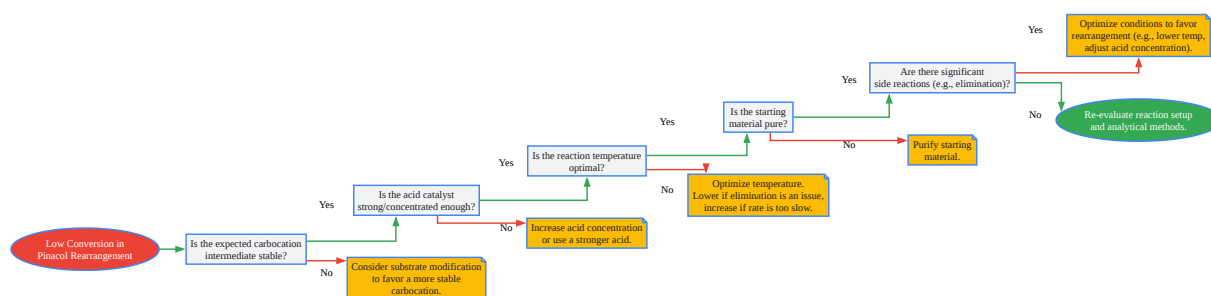 Low Conversion in
Pinacol Rearrangement
Is the expected carbocation
intermediate stable?
Yes
No
Consider substrate modification
to favor a more stable
carbocation.
Is the acid catalyst
strong/concentrated enough?
Yes
No
Increase acid concentration
or use a stronger acid.
Is the reaction temperature
optimal?
Yes
No
Optimize temperature.
Lower if elimination is an issue,
increase if rate is too slow.
Is the starting
material pure?
Yes
No
Purify starting
material.
Are there significant
side reactions (e.g., elimination)?
Yes
Optimize conditions to favor
rearrangement (e.g., lower temp,
adjust acid concentration).
No
Re-evaluate reaction setup
and analytical methods.